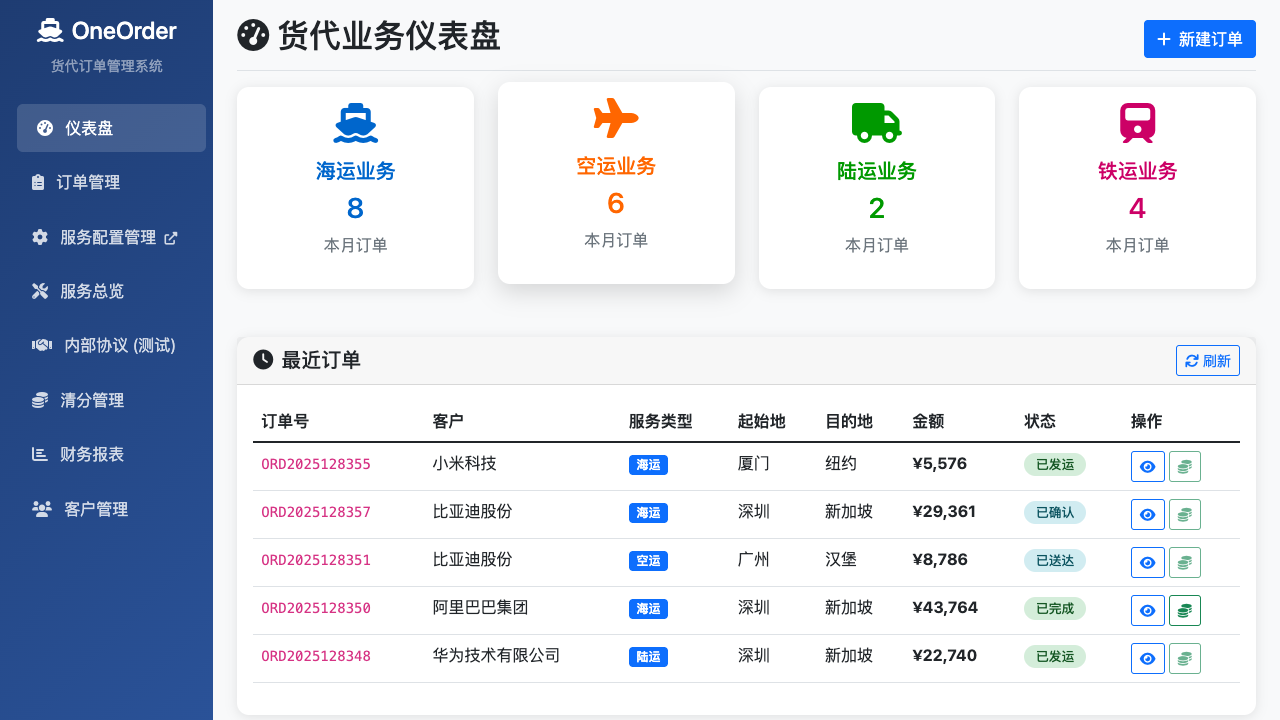 OneOrder
货代订单管理系统
仪表盘
订单管理
服务配置管理
服务总览
内部协议 (测试)
清分管理
财务报表
客户管理
货代业务仪表盘
新建订单
海运业务
8
本月订单
空运业务
6
本月订单
陆运业务
2
本月订单
铁运业务
4
本月订单
最近订单
刷新
订单号 客户 服务类型 起始地 目的地 金额 状态 操作
ORD2025128355 小米科技 海运 厦门 纽约 ¥5,576 已发运
ORD2025128357 比亚迪股份 海运 深圳 新加坡 ¥29,361 已确认
ORD2025128351 比亚迪股份 空运 广州 汉堡 ¥8,786 已送达
ORD2025128350 阿里巴巴集团 海运 深圳 新加坡 ¥43,764 已完成
ORD2025128348 华为技术有限公司 陆运 深圳 新加坡 ¥22,740 已发运